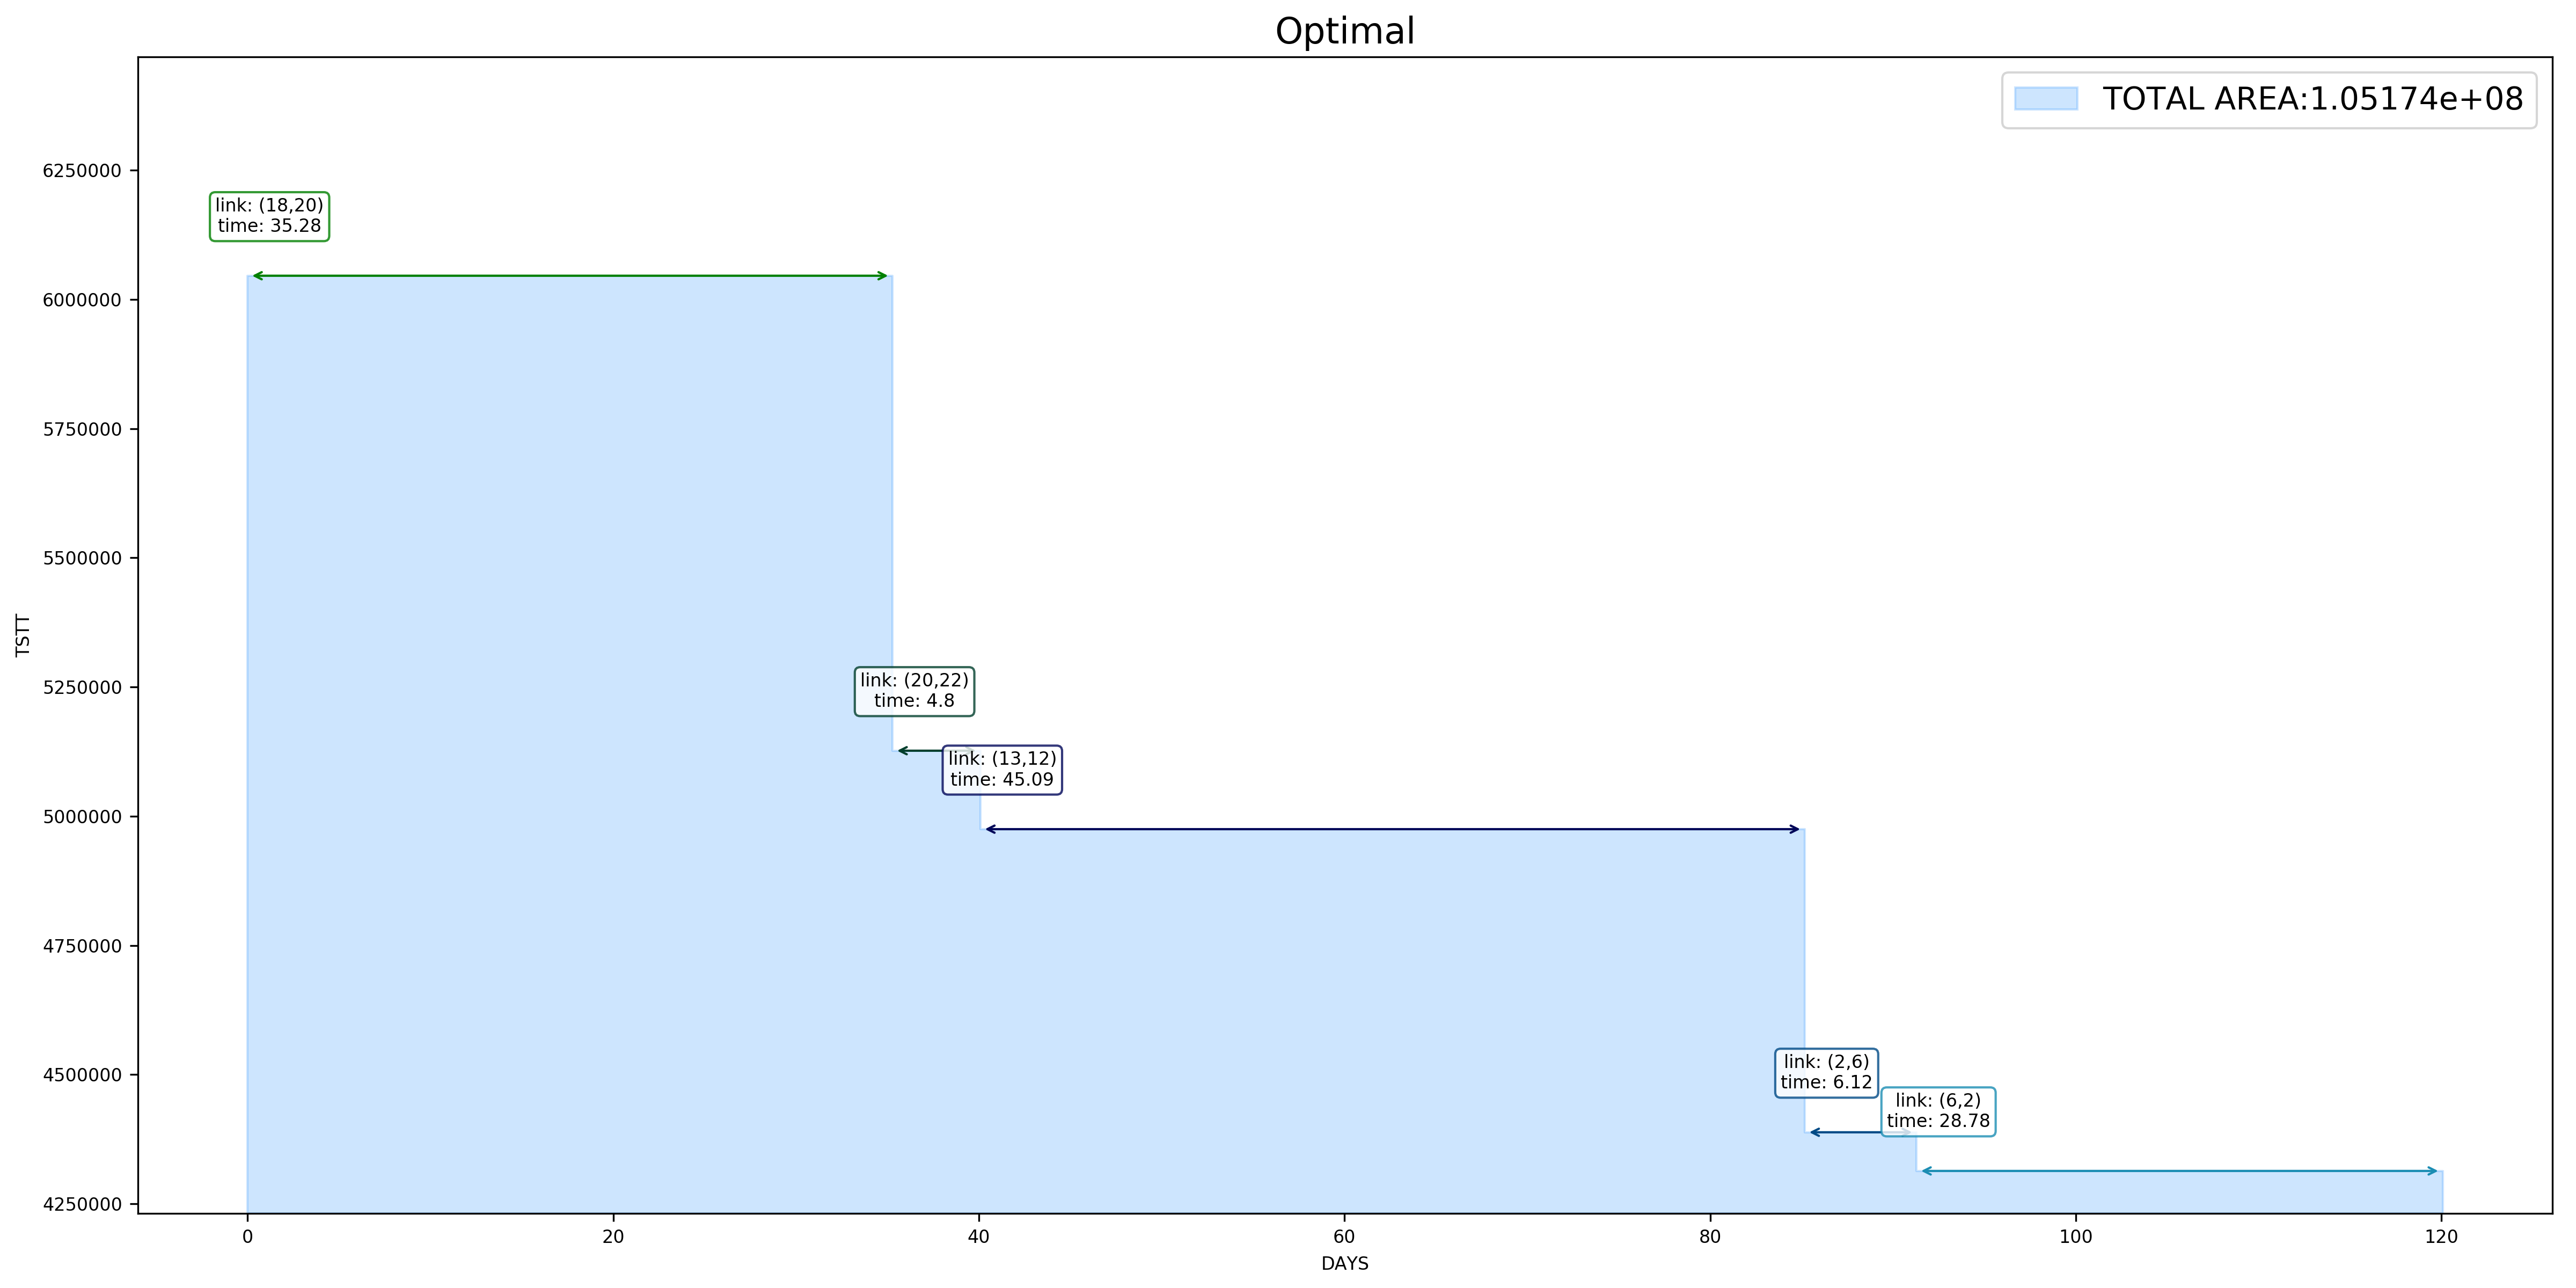 Optimal
TOTAL AREA:1.05174e+08
6250000
6000000
5750000
5500000
5250000
5000000
4750000
4500000
4250000
TSTT
link: (18,20)
time: 35.28
link: (20,22)
time: 4.8
link: (13,12)
time: 45.09
link: (2,6)
time: 6.12
link: (6,2)
time: 28.78
0
20
40
60
80
100
120
DAYS